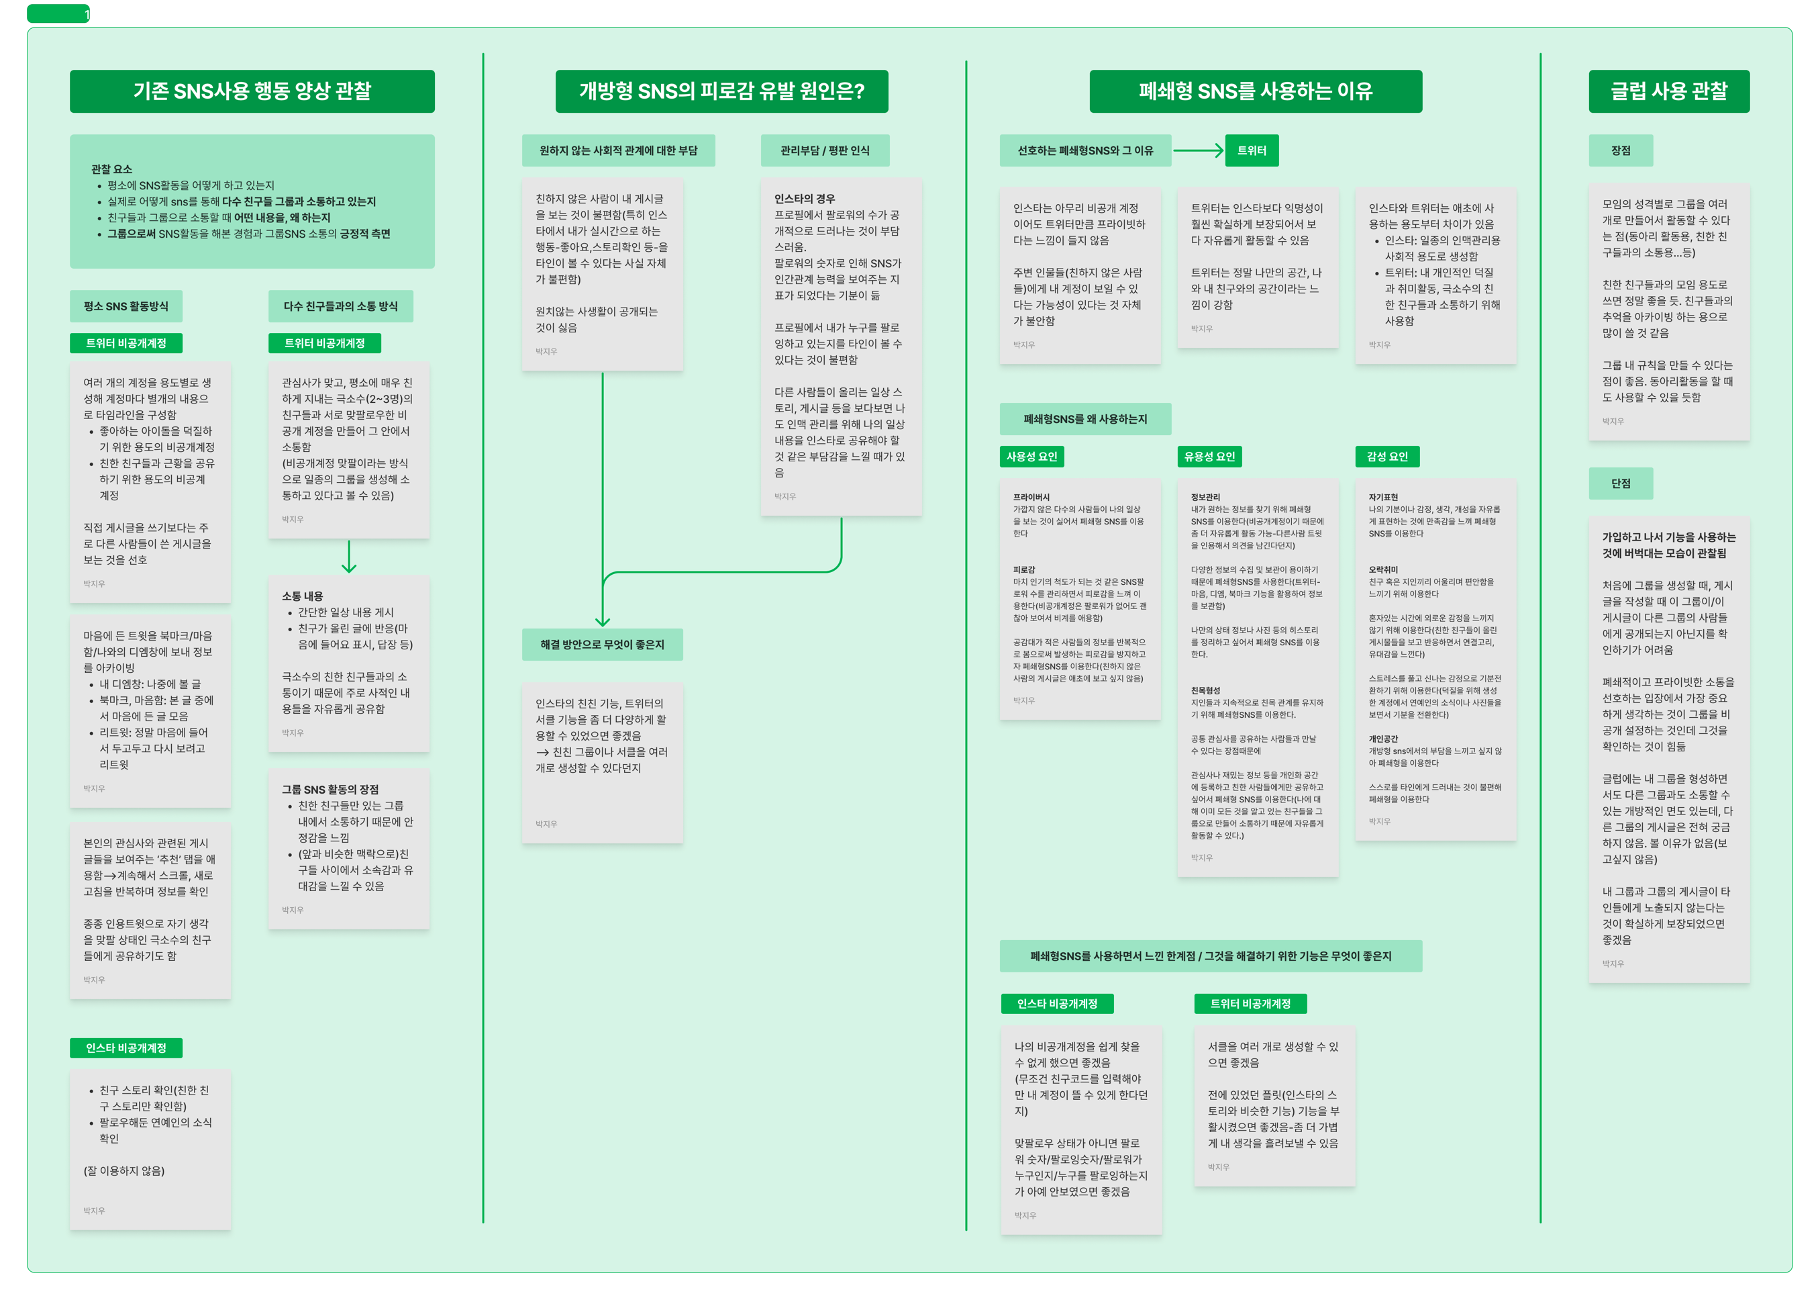 1
기존 SNS사용 행동 양상 관찰
관찰 요소
• 평소에 SNS활동을 어떻게 하고 있는지
• 실제로 어떻게 sns를 통해 다수 친구들 그룹과 소통하고 있는지
• 친구들과 그룹으로 소통할 때 어떤 내용을, 왜 하는지
• 그룹으로써 SNS활동을 해본 경험과 그룹SNS 소통의 긍정적 측면
평소 SNS 활동방식
트위터 비공개계정
여러 개의 계정을 용도별로 생
성해 계정마다 별개의 내용으
로 타임라인을 구성함
• 좋아하는 아이돌을 덕질하
기 위한 용도의 비공개계정
• 친한 친구들과 근황을 공유
하기 위한 용도의 비공계
계정
직접 게시글을 쓰기보다는 주
로 다른 사람들이 쓴 게시글을
보는 것을 선호
박지우
마음에 든 트윗을 북마크/마음
함/나와의 디엠창에 보내 정보
를 아카이빙
• 내 디엠창: 나중에 볼 글
• 북마크, 마음함: 본 글 중에
서 마음에 든 글 모음
• 리트윗: 정말 마음에 들어
서 두고두고 다시 보려고
리트윗
박지우
본인의 관심사와 관련된 게시
글들을 보여주는 '추천' 탭을 애
용함→계속해서 스크롤, 새로
고침을 반복하며 정보를 확인
종종 인용트윗으로 자기 생각
을 맞팔 상태인 극소수의 친구
들에게 공유하기도 함
박지우
인스타 비공개계정
• 친구 스토리 확인(친한 친
구 스토리만 확인함)
• 팔로우해둔 연예인의 소식
확인
(잘 이용하지 않음)
박지우
다수 친구들과의 소통 방식
트위터 비공개계정
관심사가 맞고, 평소에 매우 친
하게 지내는 극소수(2~3명)의
친구들과 서로 맞팔로우한 비
공개 계정을 만들어 그 안에서
소통함
(비공개계정 맞팔이라는 방식
으로 일종의 그룹을 생성해 소
통하고 있다고 볼 수 있음)
박지우
소통 내용
• 간단한 일상 내용 게시
• 친구가 올린 글에 반응(마
음에 들어요 표시, 답장 등)
극소수의 친한 친구들과의 소
통이기 때문에 주로 사적인 내
용들을 자유롭게 공유함
박지우
그룹 SNS 활동의 장점
• 친한 친구들만 있는 그룹
내에서 소통하기 때문에 안
정감을 느낌
• (앞과 비슷한 맥락으로)친
구들 사이에서 소속감과 유
대감을 느낄 수 있음
박지우
개방형 SNS의 피로감 유발 원인은?
원하지 않는 사회적 관계에 대한 부담
친하지 않은 사람이 내 게시글
을 보는 것이 불편함(특히 인스
타에서 내가 실시간으로 하는
행동-좋아요,스토리확인 등-을
타인이 볼 수 있다는 사실 자체
가 불편함)
원치않는 사생활이 공개되는
것이 싫음
박지우
관리부담 / 평판 인식
인스타의 경우
프로필에서 팔로워의 수가 공
개적으로 드러나는 것이 부담
스러움.
팔로워의 숫자로 인해 SNS가
인간관계 능력을 보여주는 지
표가 되었다는 기분이 듦
프로필에서 내가 누구를 팔로
잉하고 있는지를 타인이 볼 수
있다는 것이 불편함
다른 사람들이 올리는 일상 스
토리, 게시글 등을 보다보면 나
도 인맥 관리를 위해 나의 일상
내용을 인스타로 공유해야 할
것 같은 부담감을 느낄 때가 있
음
박지우
해결 방안으로 무엇이 좋은지
인스타의 친친 기능, 트위터의
서클 기능을 좀 더 다양하게 활
용할 수 있었으면 좋겠음
→ 친친 그룹이나 서클을 여러
개로 생성할 수 있다던지
박지우
폐쇄형 SNS를 사용하는 이유
선호하는 폐쇄형SNS와 그 이유
트위터
인스타는 아무리 비공개 계정
이어도 트위터만큼 프라이빗하
다는 느낌이 들지 않음
주변 인물들(친하지 않은 사람
들)에게 내 계정이 보일 수 있
다는 가능성이 있다는 것 자체
가 불안함
박지우
트위터는 인스타보다 익명성이
훨씬 확실하게 보장되어서 보
다 자유롭게 활동할 수 있음
트위터는 정말 나만의 공간, 나
와 내 친구와의 공간이라는 느
낌이 강함
박지우
인스타와 트위터는 애초에 사
용하는 용도부터 차이가 있음
• 인스타: 일종의 인맥관리용
사회적 용도로 생성함
• 트위터: 내 개인적인 덕질
과 취미활동, 극소수의 친
한 친구들과 소통하기 위해
사용함
박지우
폐쇄형SNS를 왜 사용하는지
사용성 요인
프라이버시
가깝지 않은 다수의 사람들이 나의 일상
을 보는 것이 싫어서 폐쇄형 SNS를 이용
한다
피로감
마치 인기의 척도가 되는 것 같은 SNS팔
로워 수를 관리하면서 피로감을 느껴 이
용한다(비공개계정은 팔로워가 없어도 괜
찮아 보여서 비계를 애용함)
공감대가 적은 사람들의 정보를 반복적으
로 봄으로써 발생하는 피로감을 방지하고
자 폐쇄형SNS를 이용한다(친하지 않은
사람의 게시글은 애초에 보고 싶지 않음)
박지우
유용성 요인
정보관리
내가 원하는 정보를 찾기 위해 폐쇄형
SNS를 이용한다(비공개계정이기 때문에
좀 더 자유롭게 활동 가능-다른사람 트윗
을 인용해서 의견을 남긴다던지)
다양한 정보의 수집 및 보관이 용이하기
때문에 폐쇄형SNS를 사용한다(트위터-
마음, 디엠, 북마크 기능을 활용하여 정보
를 보관함)
나만의 상태 정보나 사진 등의 히스토리
를 정리하고 싶어서 폐쇄형 SNS를 이용
한다.
친목형성
지인들과 지속적으로 친목 관계를 유지하
기 위해 폐쇄형SNS를 이용한다.
공통 관심사를 공유하는 사람들과 만날
수 있다는 장점때문에
관심사나 재밌는 정보 등을 개인화 공간
에 등록하고 친한 사람들에게만 공유하고
싶어서 폐쇄형 SNS를 이용한다(나에 대
해 이미 모든 것을 알고 있는 친구들을 그
룹으로 만들어 소통하기 때문에 자유롭게
활동할 수 있다.)
박지우
감성 요인
자기표현
나의 기분이나 감정, 생각, 개성을 자유롭
게 표현하는 것에 만족감을 느껴 폐쇄형
SNS를 이용한다
오락취미
친구 혹은 지인끼리 어울리며 편안함을
느끼기 위해 이용한다
혼자있는 시간에 외로운 감정을 느끼지
않기 위해 이용한다(친한 친구들이 올린
게시물들을 보고 반응하면서 연결고리,
유대감을 느낀다)
스트레스를 풀고 신나는 감정으로 기분전
환하기 위해 이용한다(덕질을 위해 생성
한 계정에서 연예인의 소식이나 사진들을
보면서 기분을 전환한다)
개인공간
개방형 sns에서의 부담을 느끼고 싶지 않
아 폐쇄형을 이용한다
스스로를 타인에게 드러내는 것이 불편해
폐쇄형을 이용한다
박지우
폐쇄형SNS를 사용하면서 느낀 한계점 / 그것을 해결하기 위한 기능은 무엇이 좋은지
인스타 비공개계정
나의 비공개계정을 쉽게 찾을
수 없게 했으면 좋겠음
(무조건 친구코드를 입력해야
만 내 계정이 뜰 수 있게 한다던
지)
맞팔로우 상태가 아니면 팔로
워 숫자/팔로잉숫자/팔로워가
누구인지/누구를 팔로잉하는지
가 아예 안보였으면 좋겠음
박지우
트위터 비공개계정
서클을 여러 개로 생성할 수 있
으면 좋겠음
전에 있었던 플릿(인스타의 스
토리와 비슷한 기능) 기능을 부
활시켰으면 좋겠음-좀 더 가볍
게 내 생각을 흘려보낼 수 있음
박지우
글럽 사용 관찰
장점
모임의 성격별로 그룹을 여러
개로 만들어서 활동할 수 있다
는 점(동아리 활동용, 친한 친
구들과의 소통용...등)
친한 친구들과의 모임 용도로
쓰면 정말 좋을 듯. 친구들과의
추억을 아카이빙 하는 용으로
많이 쓸 것 같음
그룹 내 규칙을 만들 수 있다는
점이 좋음. 동아리활동을 할 때
도 사용할 수 있을 듯함
박지우
단점
가입하고 나서 기능을 사용하는
것에 버벅대는 모습이 관찰됨
처음에 그룹을 생성할 때, 게시
글을 작성할 때 이 그룹이/이
게시글이 다른 그룹의 사람들
에게 공개되는지 아닌지를 확
인하기가 어려움
폐쇄적이고 프라이빗한 소통을
선호하는 입장에서 가장 중요
하게 생각하는 것이 그룹을 비
공개 설정하는 것인데 그것을
확인하는 것이 힘듦
글럽에는 내 그룹을 형성하면
서도 다른 그룹과도 소통할 수
있는 개방적인 면도 있는데, 다
른 그룹의 게시글은 전혀 궁금
하지 않음. 볼 이유가 없음(보
고싶지 않음)
내 그룹과 그룹의 게시글이 타
인들에게 노출되지 않는다는
것이 확실하게 보장되었으면
좋겠음
박지우